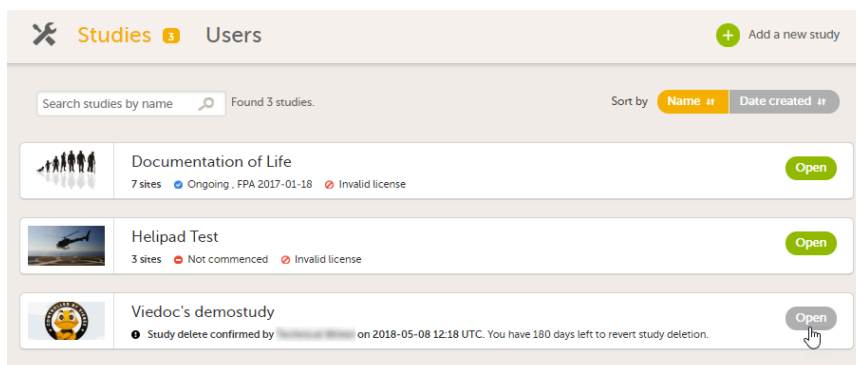 Studies 3 Users
Add a new study
Search studies by name
Found 3 studies.
Sort by Name Date created
Documentation of Life
7 sites Ongoing , FPA 2017-01-18 Invalid license
Open
Helipad Test
3 sites Not commenced Invalid license
Open
Viedoc's demostudy
Study delete confirmed by on 2018-05-08 12:18 UTC. You have 180 days left to revert study deletion.
Open